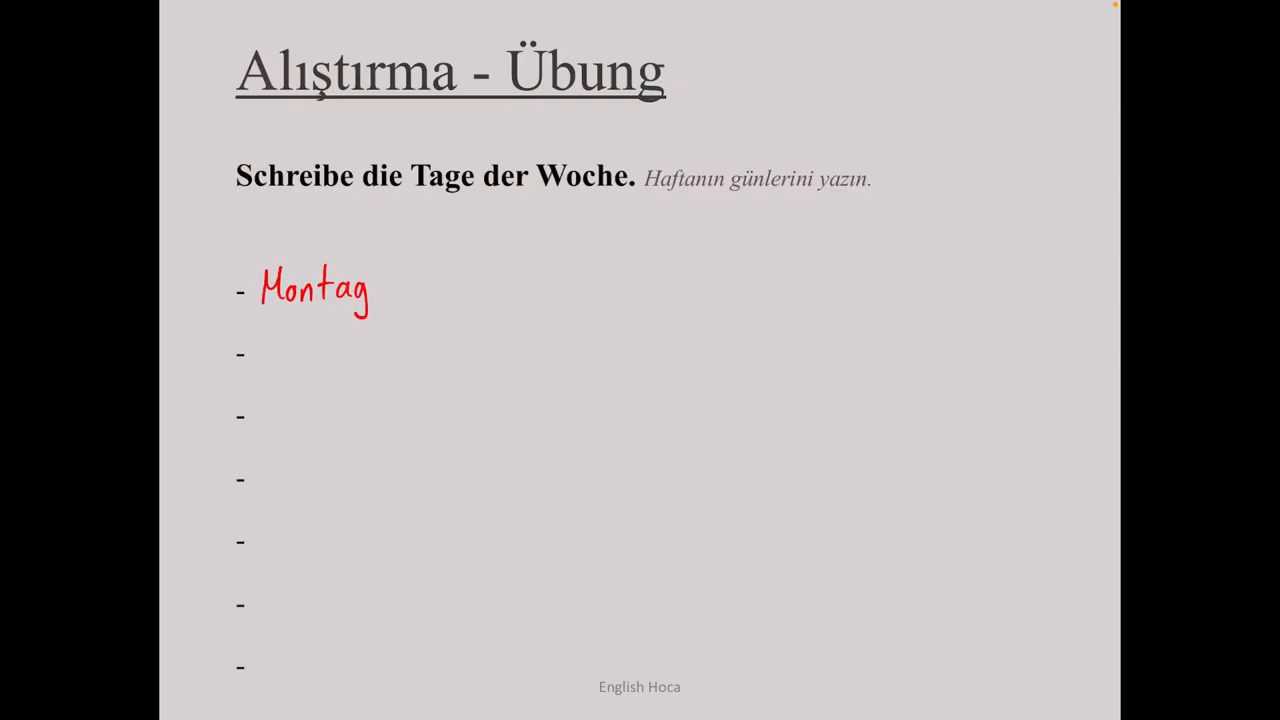 Alıştırma - Übung
Schreibe die Tage der Woche. Haftanın günlerini yazın.
- Montag
-
-
-
-
-
-
English Hoca